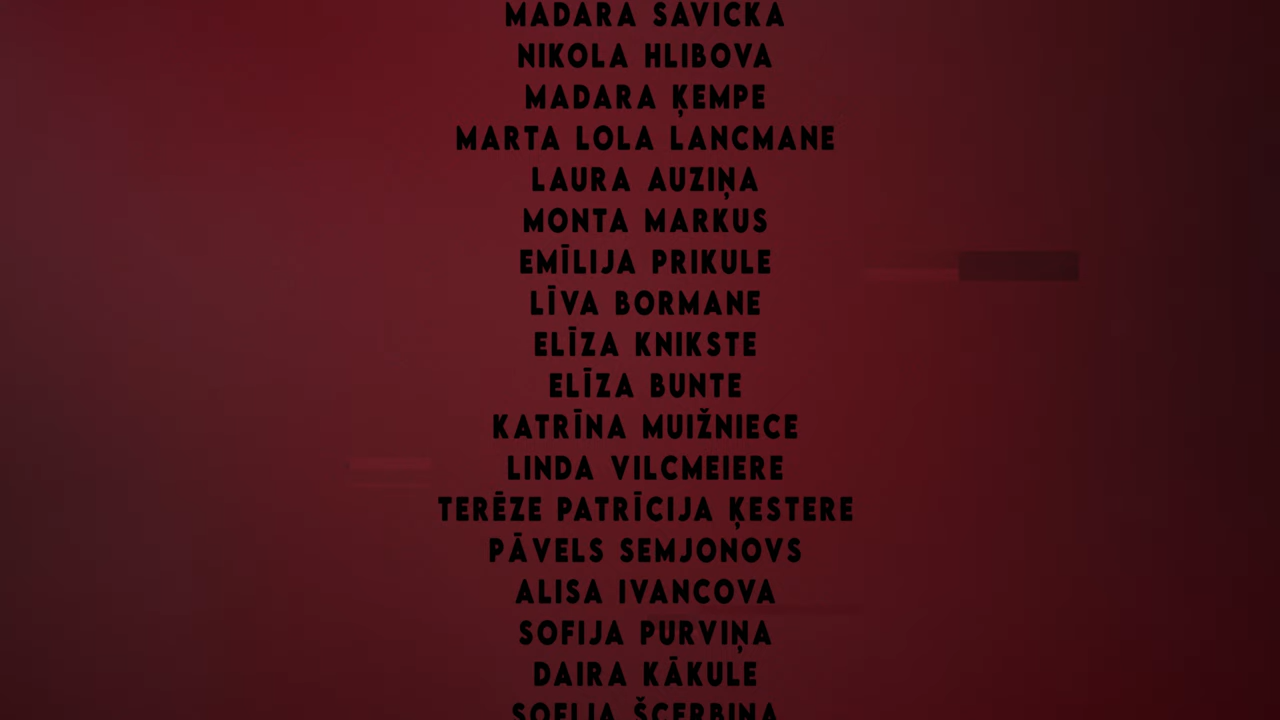 MADARA SAVICKA
NIKOLA HLIBOVA
MADARA ĶEMPE
MARTA LOLA LANCMANE
LAURA AUZIŅA
MONTA MARKUS
EMĪLIJA PRIKULE
LĪVA BORMANE
ELĪZA KNIKSTE
ELĪZA BUNTE
KATRĪNA MUIŽNIECE
LINDA VILCMEIERE
TERĒZE PATRĪCIJA ĶESTERE
PĀVELS SEMJONOVS
ALISA IVANCOVA
SOFIJA PURVIŅA
DAIRA KĀKULE
SOFIJA